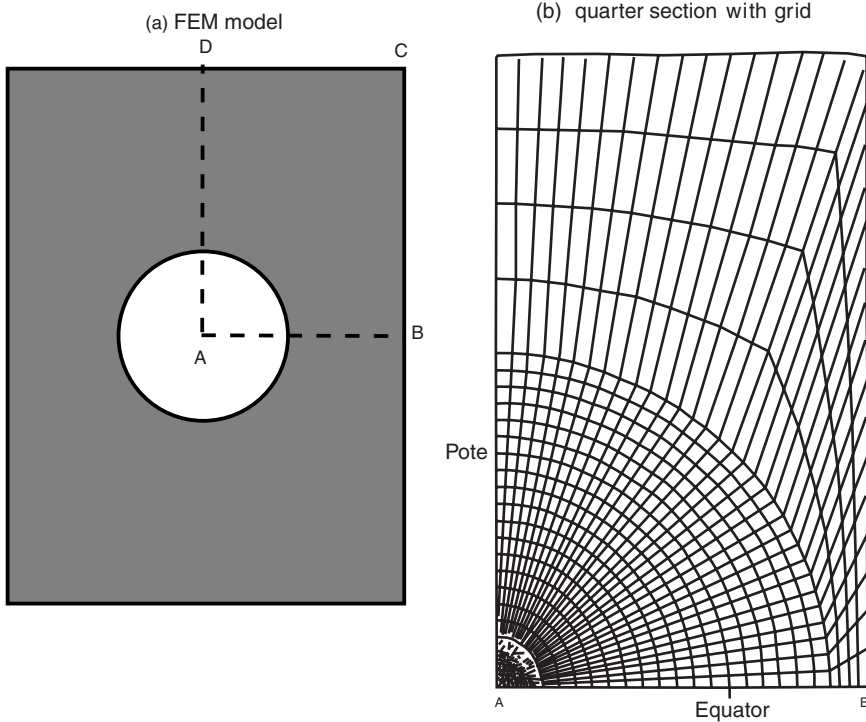 (a) FEM model
D
C
B
A
(b) quarter section with grid
Pote
A
Equator